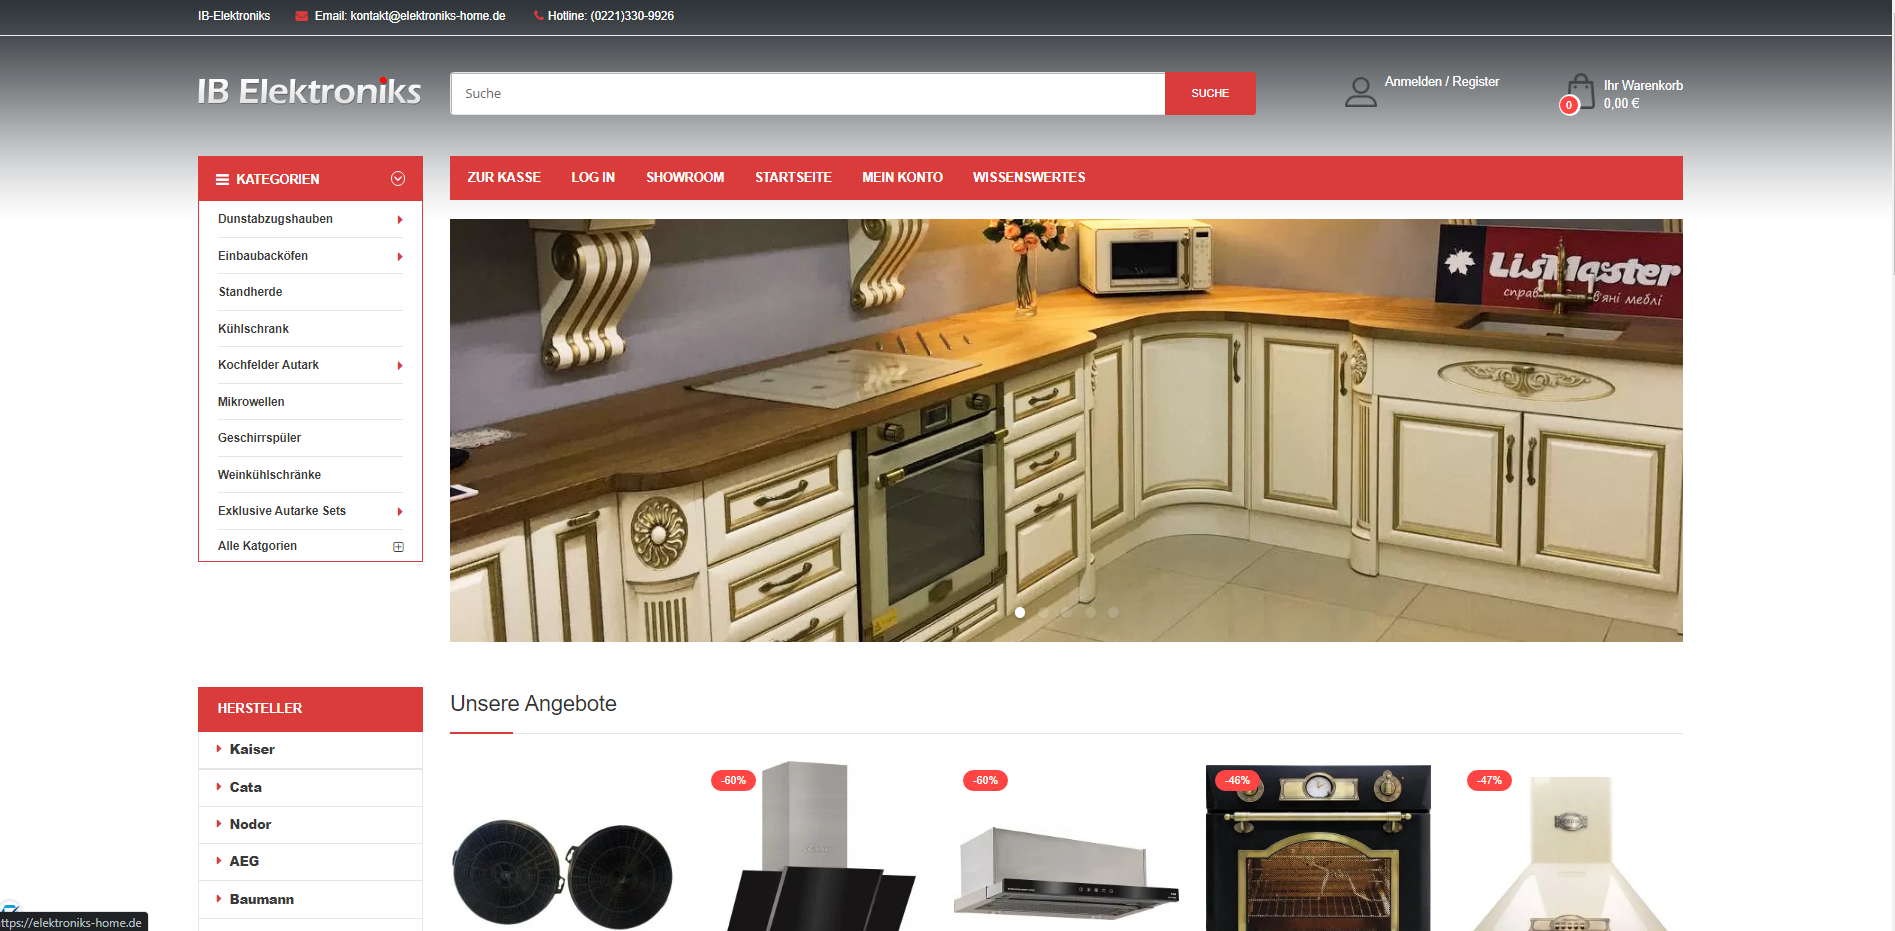 IB-Elektroniks
Email: kontakt@elektroniks-home.de
Hotline: (0221)330-9926
IB Elektroniks
Suche
SUCHE
Anmelden / Register
0
Ihr Warenkorb
0,00 €
KATEGORIEN
Dunstabzugshauben
Einbaubacköfen
Standherde
Kühlschrank
Kochfelder Autark
Mikrowellen
Geschirrspüler
Weinkühlschränke
Exklusive Autarke Sets
Alle Katgorien
ZUR KASSE
LOG IN
SHOWROOM
STARTSEITE
MEIN KONTO
WISSENSWERTES
LisMaster
меблі
HERSTELLER
Kaiser
Cata
Nodor
AEG
Baumann
Unsere Angebote
-60%
-60%
-46%
-47%
ttps://elektroniks-home.de